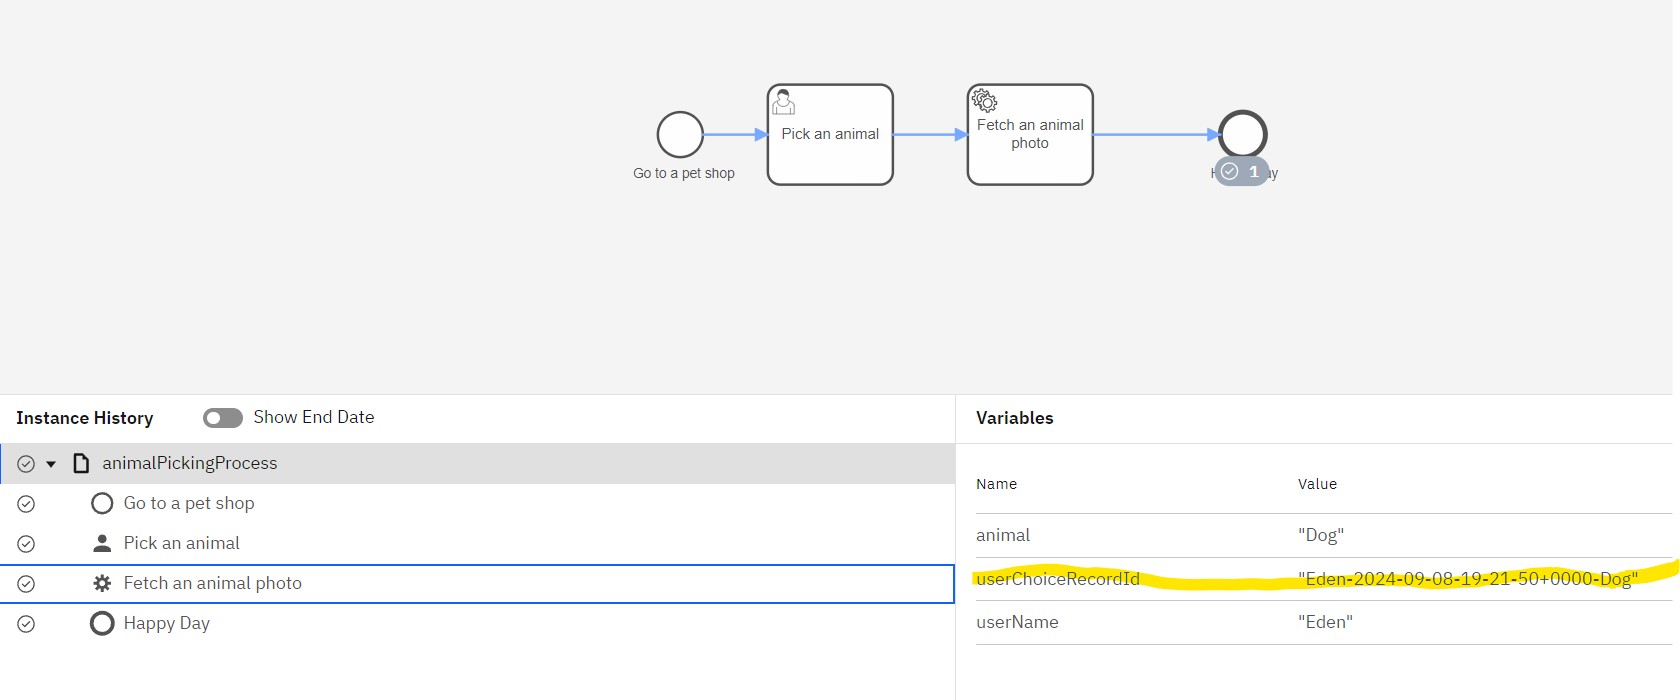 Go to a pet shop
Pick an animal
Fetch an animal
photo
1
Instance History
Show End Date
animalPickingProcess
Go to a pet shop
Pick an animal
Fetch an animal photo
Happy Day
Variables
Name Value
animal "Dog"
userChoiceRecordId "Eden-2024-09-08-19-21-50+0000-Dog"
userName "Eden"